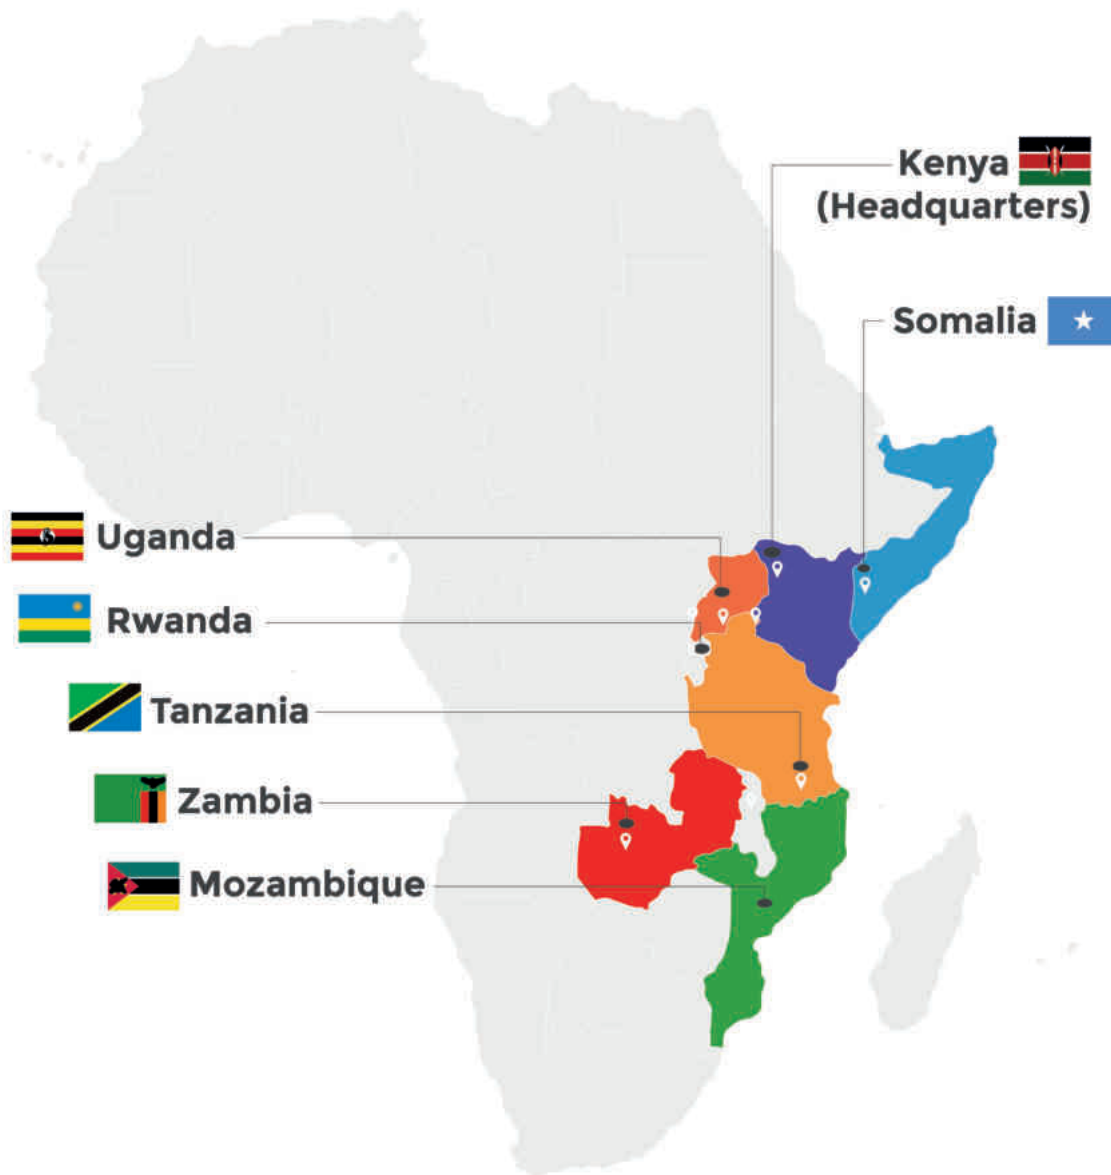 Kenya
(Headquarters)
Somalia
Uganda
Rwanda
Tanzania
Zambia
Mozambique